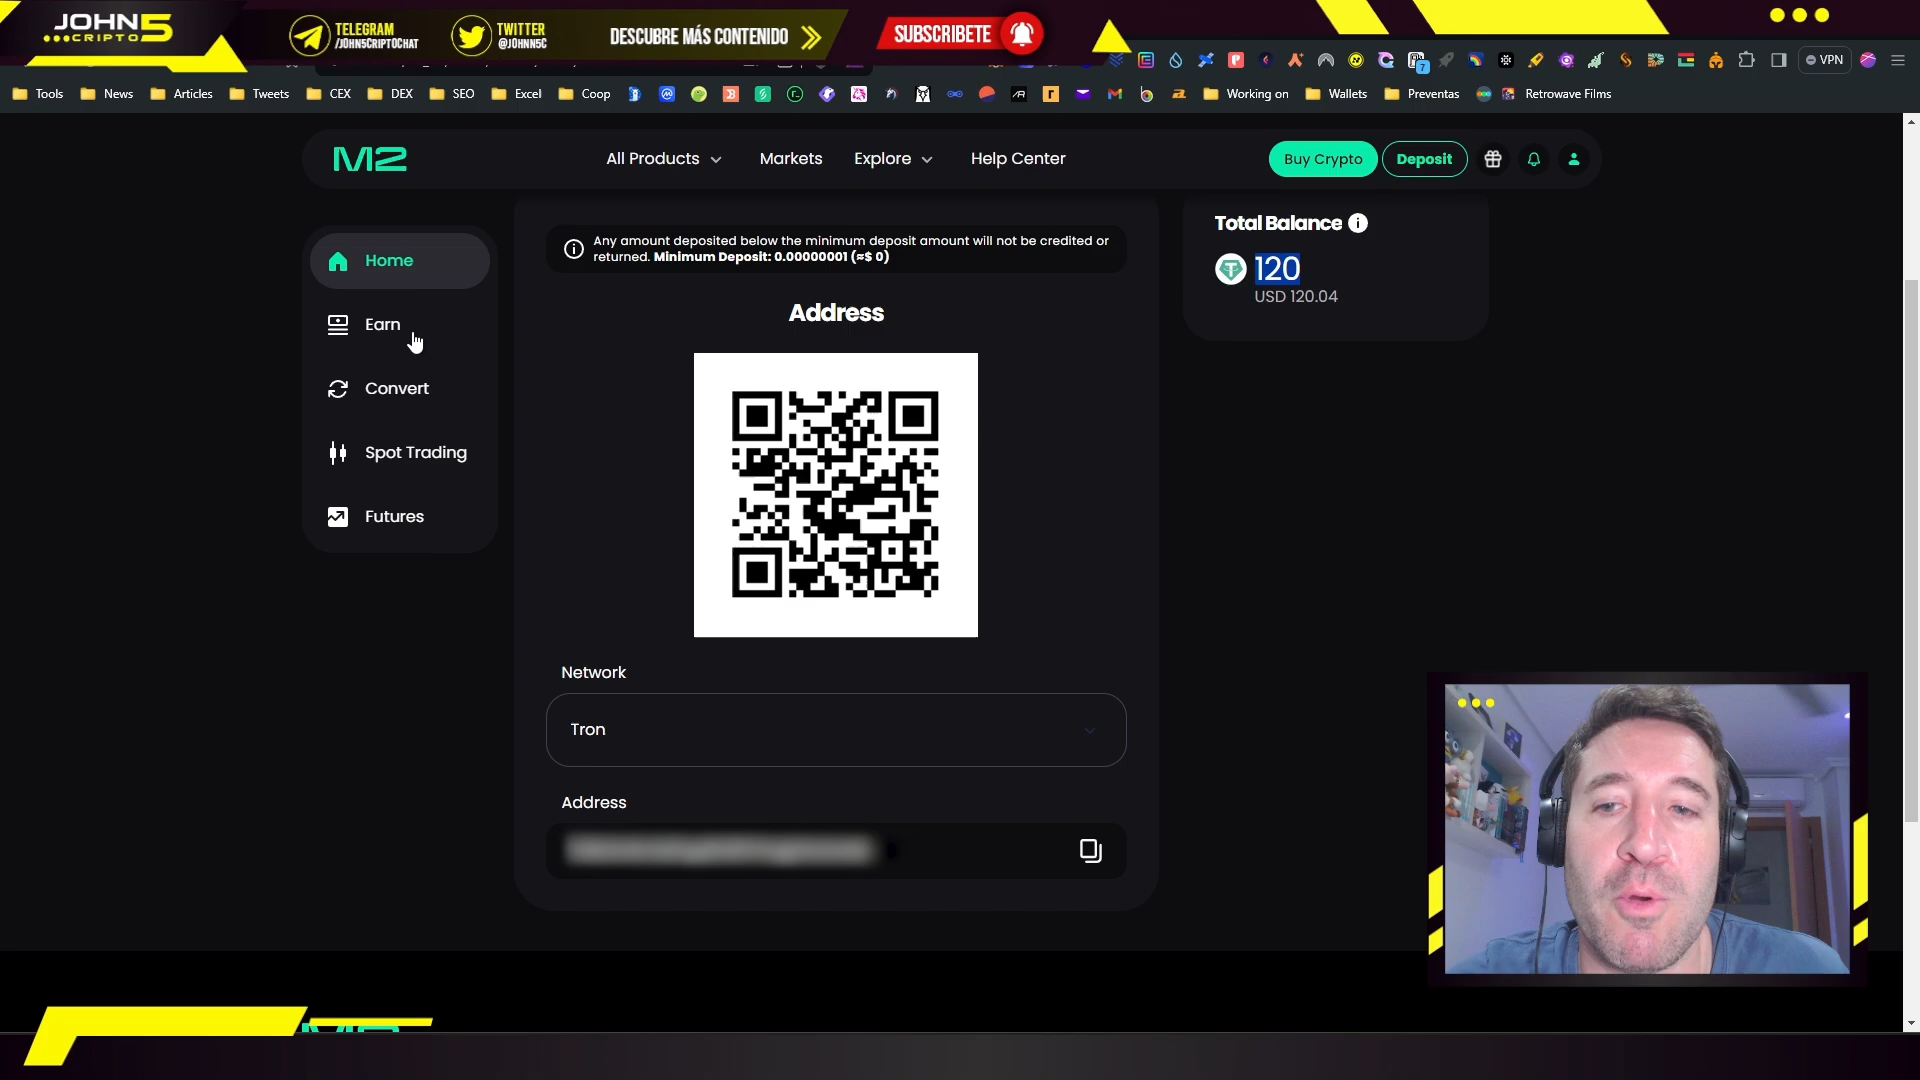 JOHN5
CRIPTO
TELEGRAM
/JOHN5CRIPTOCHAT
TWITTER
@JOHNN5C
DESCUBRE MÁS CONTENIDO
SUBSCRIBETE
7
VPN
Tools
News
Articles
Tweets
CEX
DEX
SEO
Excel
Coop
Working on
Wallets
Preventas
Retrowave Films
M2
All Products
Markets
Explore
Help Center
Buy Crypto
Deposit
Home
Earn
Convert
Spot Trading
Futures
Any amount deposited below the minimum deposit amount will not be credited or
returned. Minimum Deposit: 0.00000001 (≈$ 0)
Address
Network
Tron
Address
Total Balance
120
USD 120.04